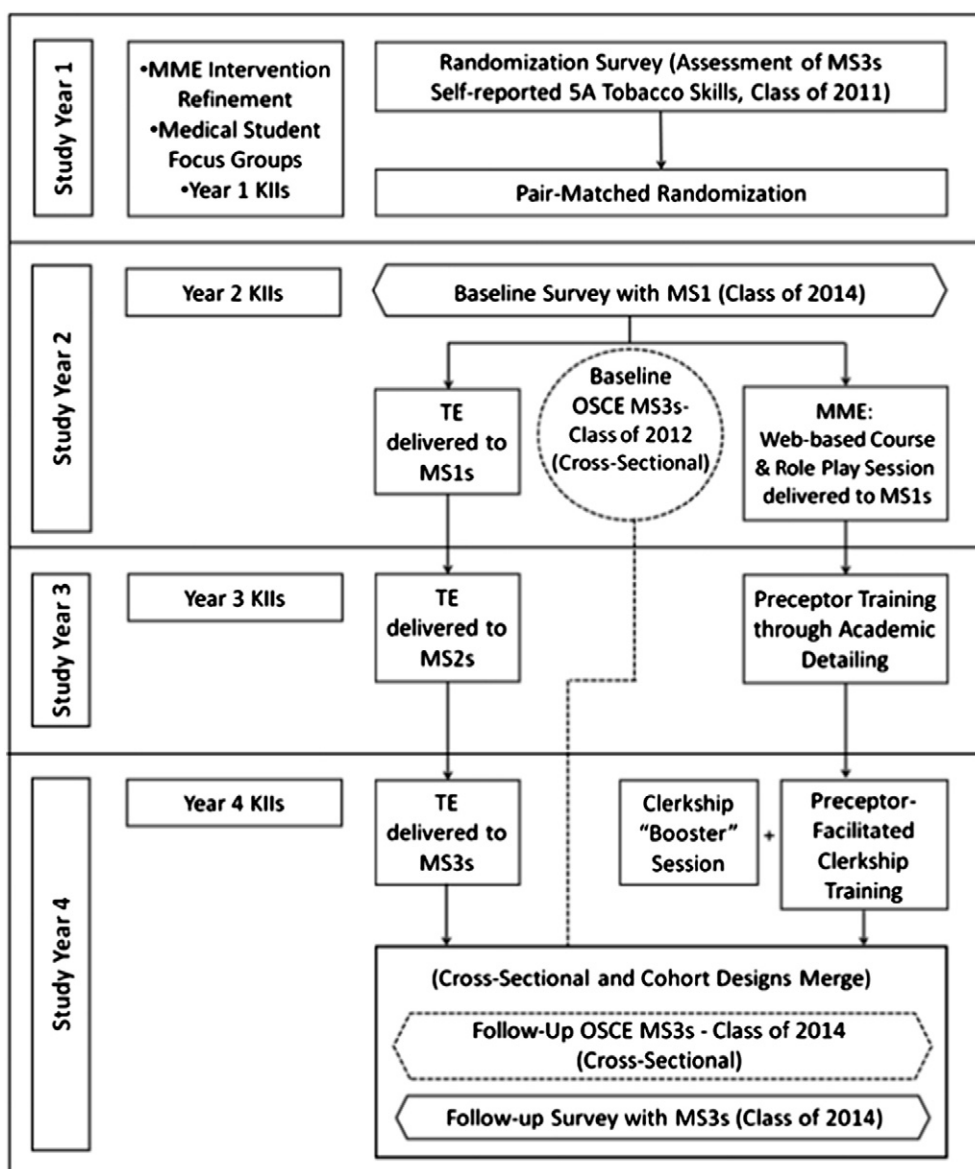 Study Year 1
•MME Intervention
Refinement
•Medical Student
Focus Groups
•Year 1 KIIs
Randomization Survey (Assessment of MS3s
Self-reported 5A Tobacco Skills, Class of 2011)
Pair-Matched Randomization
Study Year 2
Year 2 KIIs
Baseline Survey with MS1 (Class of 2014)
TE
delivered to
MS1s
Baseline
OSCE MS3s-
Class of 2012
(Cross-Sectional)
MME:
Web-based Course
& Role Play Session
delivered to MS1s
Study Year 3
Year 3 KIIs
TE
delivered to
MS2s
Preceptor Training
through Academic
Detailing
Study Year 4
Year 4 KIIs
TE
delivered to
MS3s
Clerkship
“Booster”
Session
+
Preceptor-
Facilitated
Clerkship
Training
(Cross-Sectional and Cohort Designs Merge)
Follow-Up OSCE MS3s - Class of 2014
(Cross-Sectional)
Follow-up Survey with MS3s (Class of 2014)